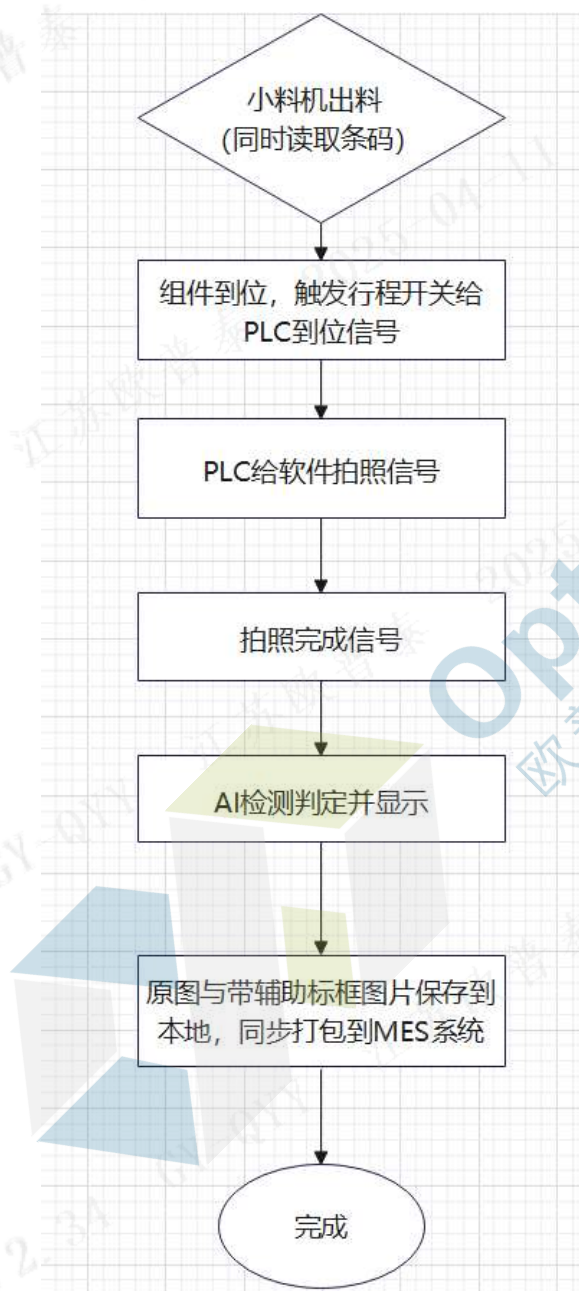 小料机出料
(同时读取条码)
组件到位，触发行程开关给
PLC到位信号
PLC给软件拍照信号
拍照完成信号
Opt
AI检测判定并显示
原图与带辅助标框图片保存到
本地，同步打包到MES系统
完成